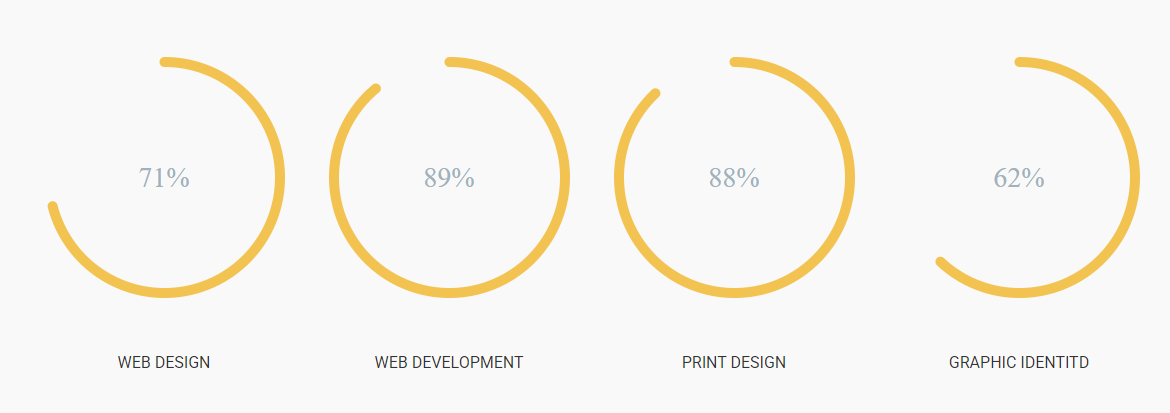 71% 89% 88% 62%
WEB DESIGN WEB DEVELOPMENT PRINT DESIGN GRAPHIC IDENTITD